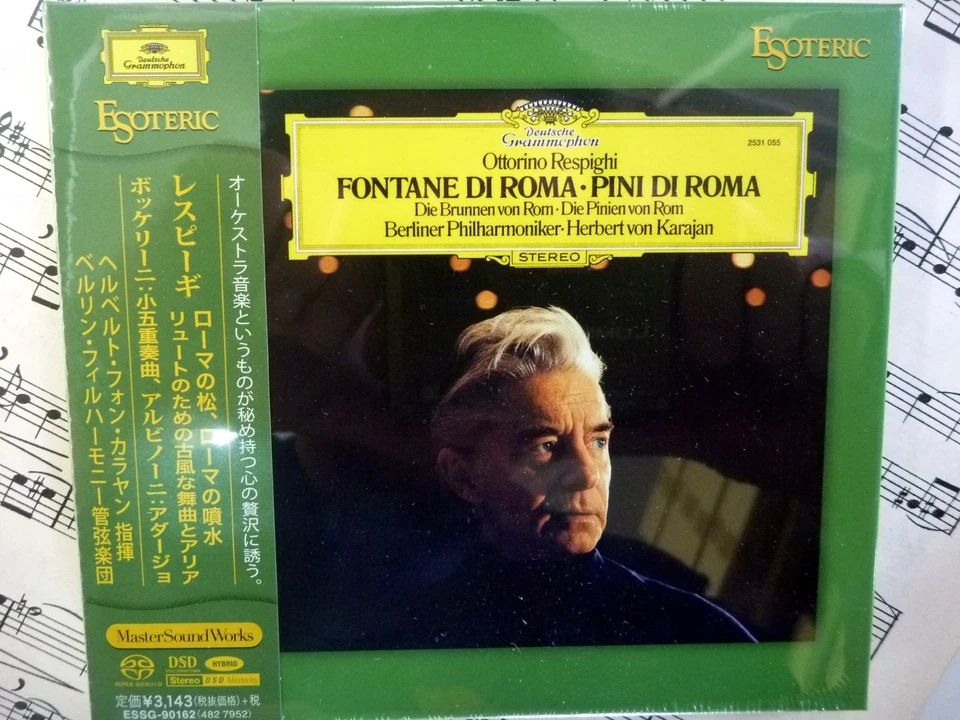 Deutsche
Grammophon
ESOTERIC
オーケストラ音楽というものが秘め持つ心の贅沢に誘う。
レスピーギ ローマの松、ローマの噴水
リュートのための古風な舞曲とアリア
ボッケリーニ:小五重奏曲、アルビノーニ:アダージョ
ヘルベルト・フォン・カラヤン 指揮
ベルリン・フィルハーモニー管弦楽団
MasterSoundWorks
SUPER AUDIO CD
DSD
HYBRID
Stereo DSD Mastering
定価¥3,143(税抜価格)+税
ESSG-90162(482 7952)
ESOTERIC
Deutsche
Grammophon
2531 055
Ottorino Respighi
FONTANE DI ROMA · PINI DI ROMA
Die Brunnen von Rom · Die Pinien von Rom
Berliner Philharmoniker · Herbert von Karajan
STEREO